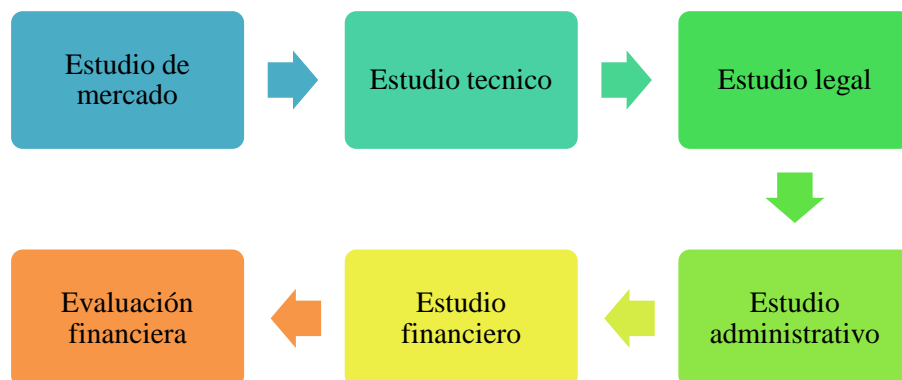 Estudio de
mercado
Estudio tecnico
Estudio legal
Estudio
administrativo
Estudio
financiero
Evaluación
financiera